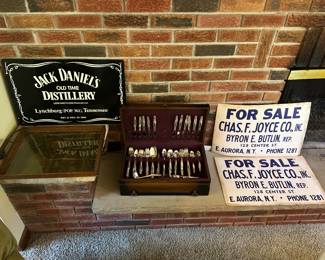 JACK DANIEL'S
OLD TIME
DISTILLERY
Lynchburg (POP. 361), Tennessee
FOR SALE
CHAS. F. JOYCE CO., INC.
BYRON E. BUTLIN, REP.
128 CENTER ST
E. AURORA, N.Y. • PHONE 1281
FOR SALE
CHAS. F. JOYCE CO., INC.
BYRON E. BUTLIN, REP.
128 CENTER ST
E. AURORA, N.Y. • PHONE 1281